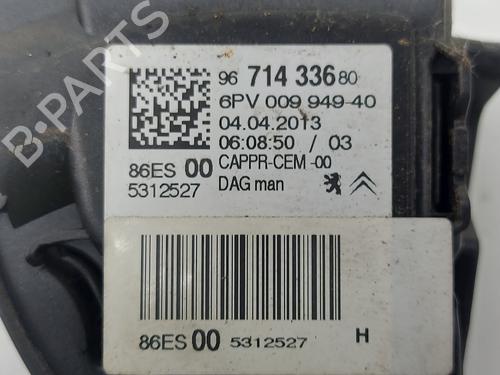 96 714 336 80
6PV 009 949-40
04.04.2013
06:08:50 / 03
86ES 00 CAPPR-CEM -00
5312527 DAG man
86ES 00 5312527 H
B-PARTS